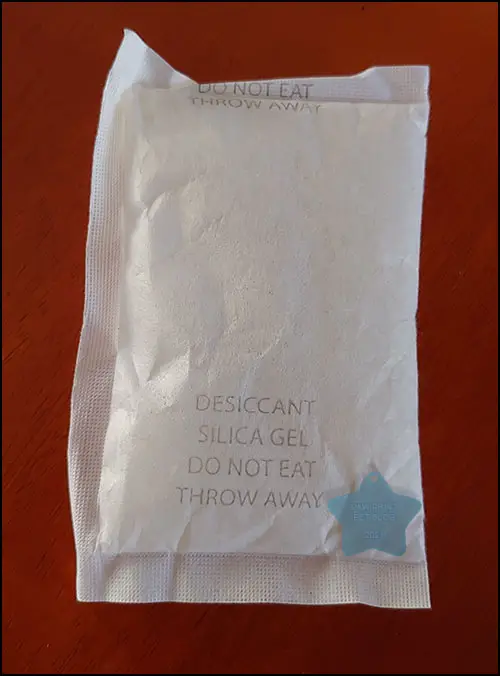 DO NOT EAT
THROW AWAY
DESICCANT
SILICA GEL
DO NOT EAT
THROW AWAY